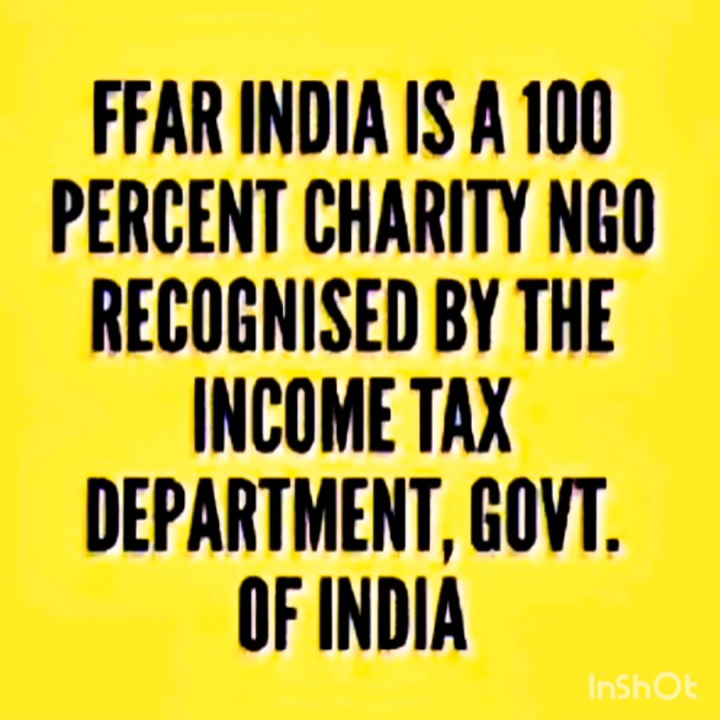 FFAR INDIA IS A 100
PERCENT CHARITY NGO
RECOGNISED BY THE
INCOME TAX
DEPARTMENT, GOVT.
OF INDIA
InShOt